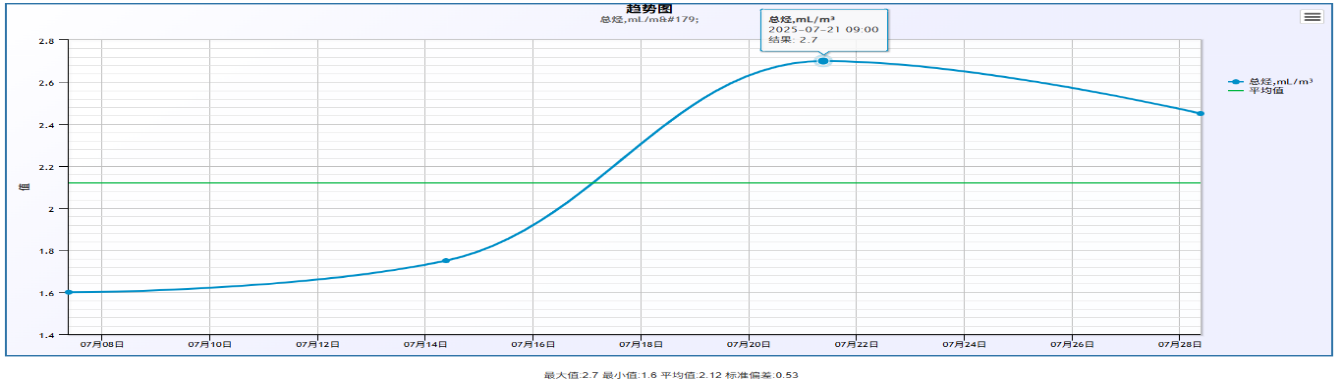 趋势图
总烃,mL/m&#179;
总烃,mL/m³
2025-07-21 09:00
结果: 2.7
2.8
2.6
2.4
2.2
2
1.8
1.6
1.4
值
总烃,mL/m³
平均值
07月08日 07月10日 07月12日 07月14日 07月16日 07月18日 07月20日 07月22日 07月24日 07月26日 07月28日
最大值:2.7 最小值:1.6 平均值:2.12 标准偏差:0.53